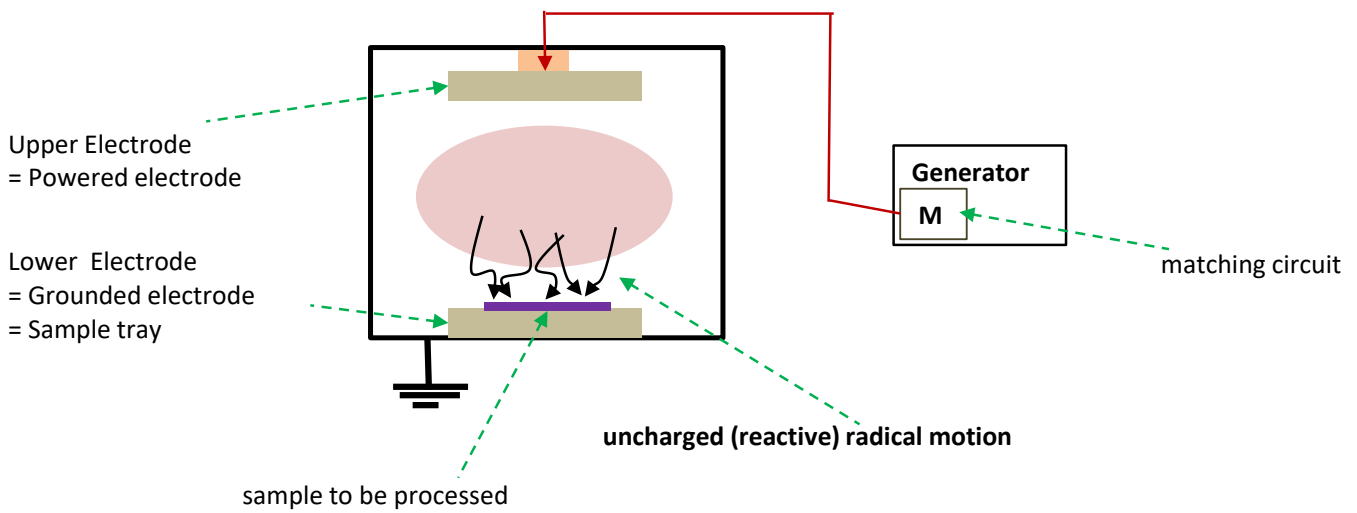 Upper Electrode
= Powered electrode
Generator
M
Lower Electrode
= Grounded electrode
= Sample tray
matching circuit
uncharged (reactive) radical motion
sample to be processed